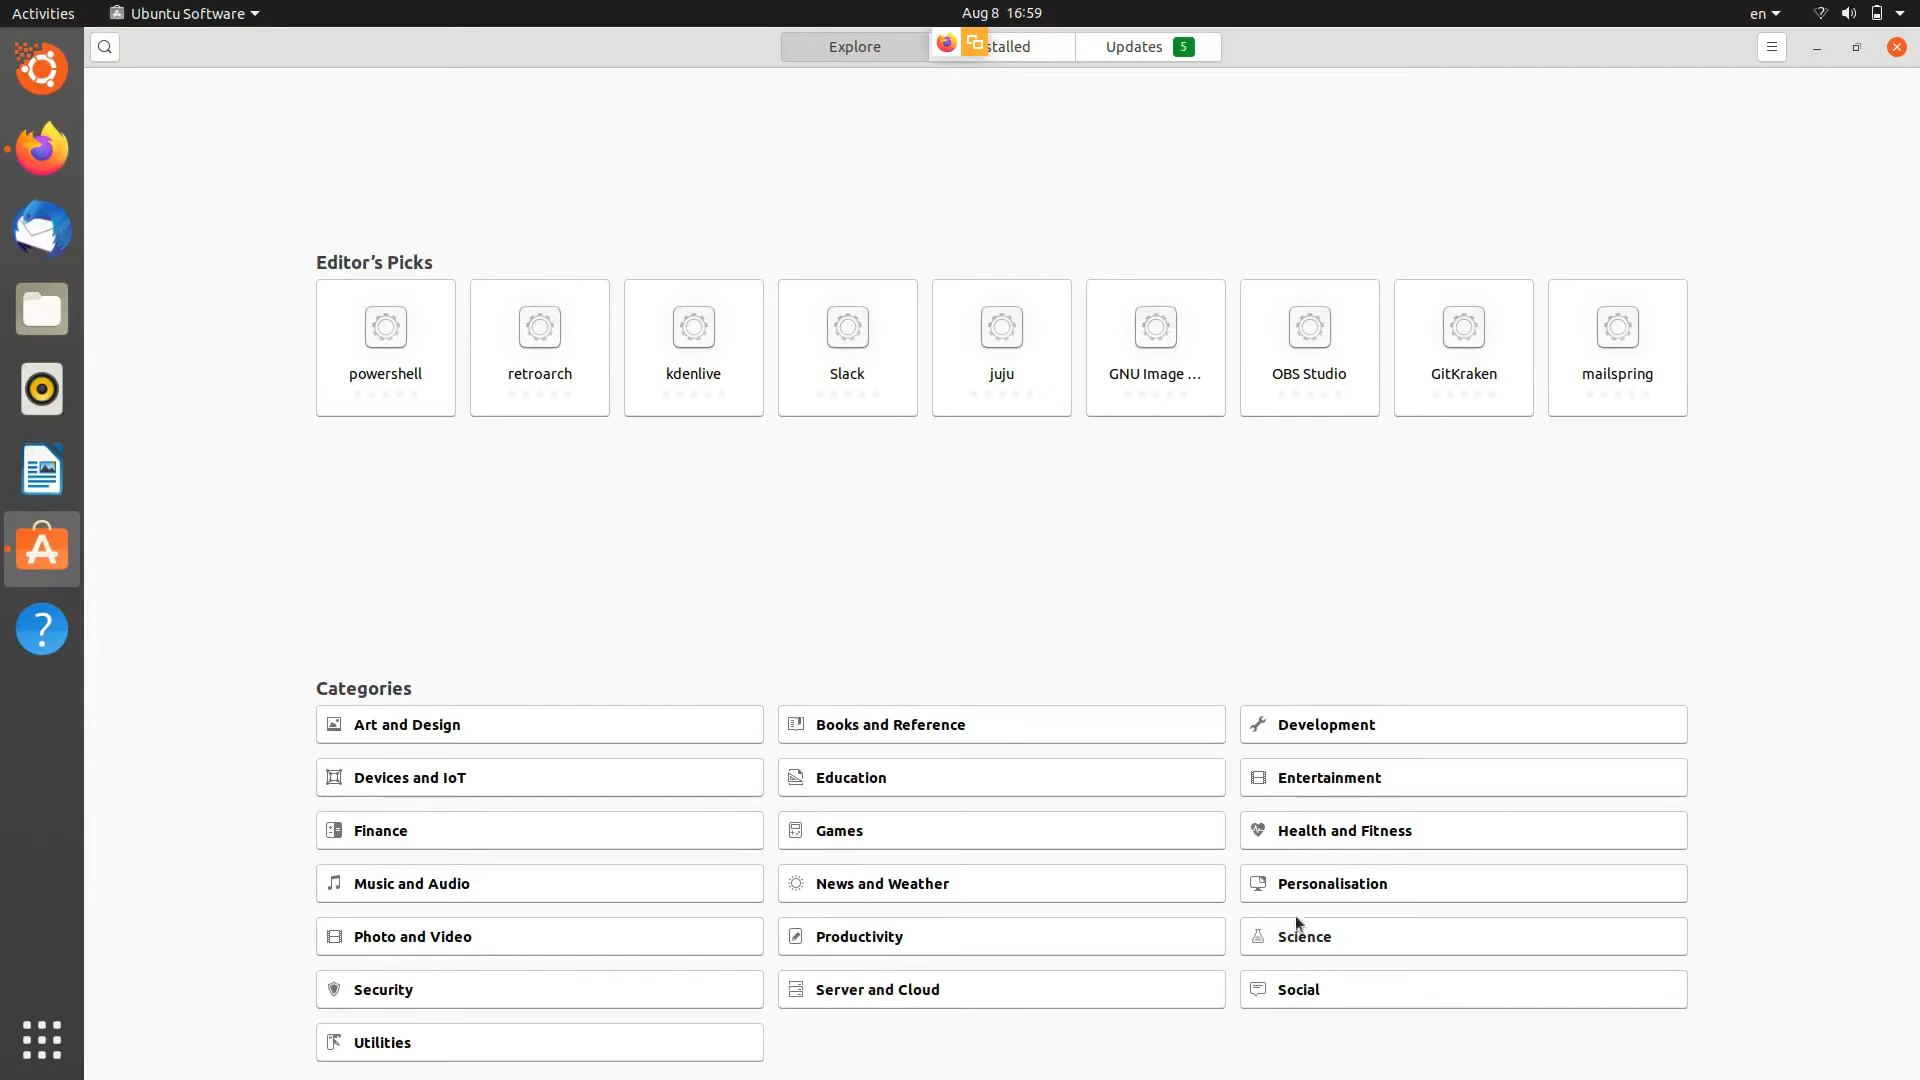 Activities
Ubuntu Software
Aug 8 16:59
en
Explore
stalled
Updates 5
Editor’s Picks
powershell
retroarch
kdenlive
Slack
juju
GNU Image …
OBS Studio
GitKraken
mailspring
Categories
Art and Design
Books and Reference
Development
Devices and IoT
Education
Entertainment
Finance
Games
Health and Fitness
Music and Audio
News and Weather
Personalisation
Photo and Video
Productivity
Science
Security
Server and Cloud
Social
Utilities